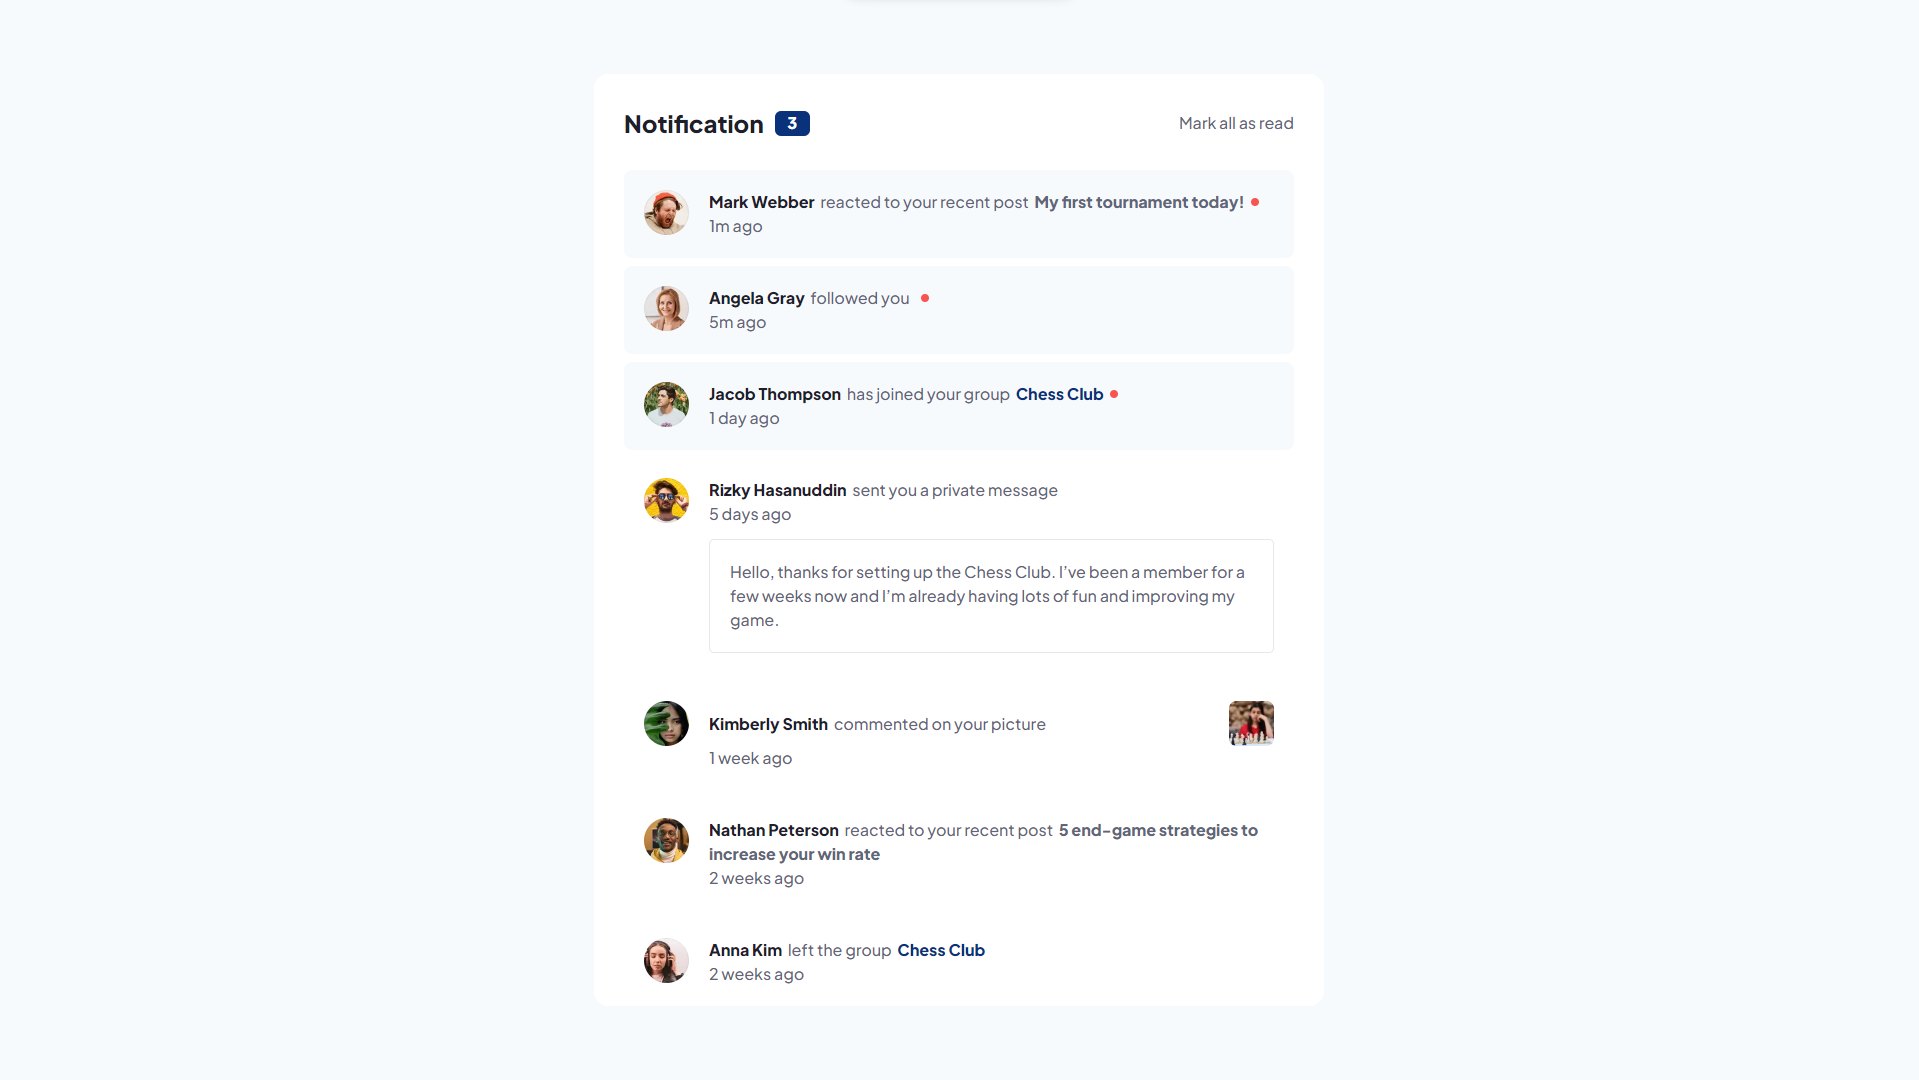 Notification 3 Mark all as read
Mark Webber reacted to your recent post My first tournament today!
1m ago
Angela Gray followed you
5m ago
Jacob Thompson has joined your group Chess Club
1 day ago
Rizky Hasanuddin sent you a private message
5 days ago
Hello, thanks for setting up the Chess Club. I’ve been a member for a
few weeks now and I’m already having lots of fun and improving my
game.
Kimberly Smith commented on your picture
1 week ago
Nathan Peterson reacted to your recent post 5 end-game strategies to
increase your win rate
2 weeks ago
Anna Kim left the group Chess Club
2 weeks ago